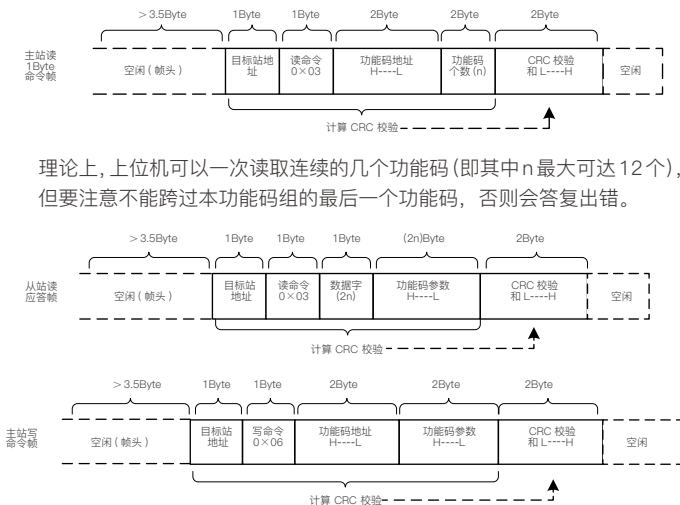 >3.5Byte 1Byte 1Byte 2Byte 2Byte 2Byte
主站读
1Byte
命令帧
空闲(帧头)
目标站地
址
读命令
0×03
功能码地址
H----L
功能码
个数(n)
CRC 校验
和 L----H
空闲
计算 CRC 校验
理论上,上位机可以一次读取连续的几个功能码(即其中n最大可达12个),
但要注意不能跨过本功能码组的最后一个功能码，否则会答复出错。
>3.5Byte 1Byte 1Byte 1Byte (2n)Byte 2Byte
从站读
应答帧
空闲(帧头)
目标站
地址
读命令
0×03
数据字
(2n)
功能码参数
H----L
CRC 校验
和 L----H
空闲
计算 CRC 校验
>3.5Byte 1Byte 1Byte 2Byte 2Byte 2Byte
主站写
命令帧
空闲(帧头)
目标站
地址
写命令
0×06
功能码地址
H----L
功能码参数
H----L
CRC 校验
和 L----H
空闲
计算 CRC 校验